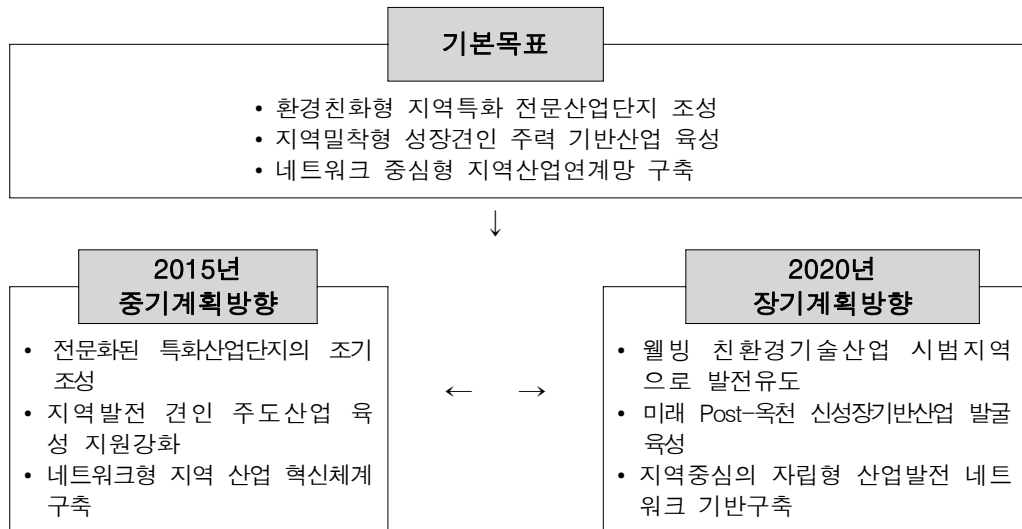 기본목표
• 환경친화형 지역특화 전문산업단지 조성
• 지역밀착형 성장견인 주력 기반산업 육성
• 네트워크 중심형 지역산업연계망 구축
↓
2015년
중기계획방향
• 전문화된 특화산업단지의 조기
조성
• 지역발전 견인 주도산업 육
성 지원강화
• 네트워크형 지역 산업 혁신체계
구축
← →
2020년
장기계획방향
• 웰빙 친환경기술산업 시범지역
으로 발전유도
• 미래 Post-옥천 신성장기반산업 발굴
육성
• 지역중심의 자립형 산업발전 네트
워크 기반구축